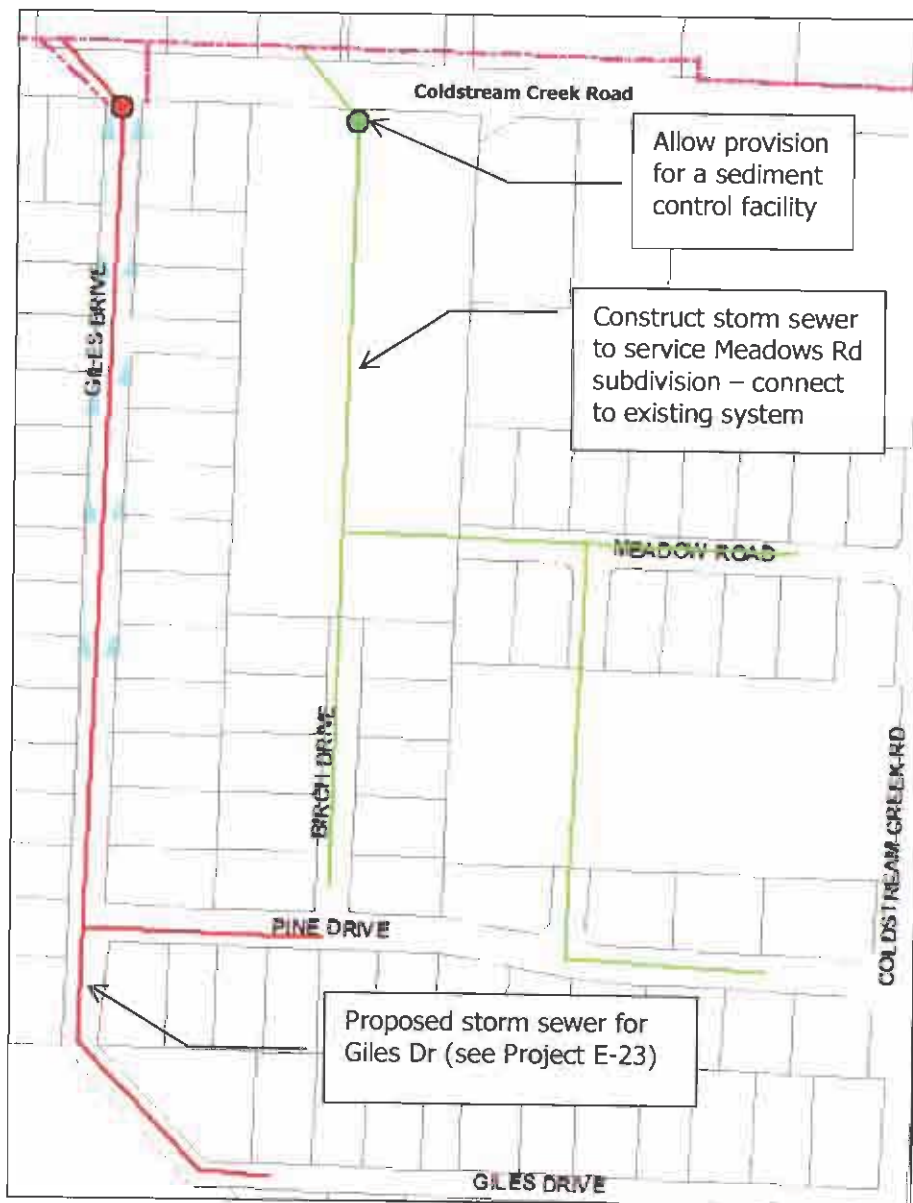 Coldstream Creek Road
Allow provision
for a sediment
control facility
GILES DRIVE
Construct storm sewer
to service Meadows Rd
subdivision – connect
to existing system
MEADOW ROAD
BIRCH DRIVE
COLDSTREAM CREEK RD
PINE DRIVE
Proposed storm sewer for
Giles Dr (see Project E-23)
GILES DRIVE